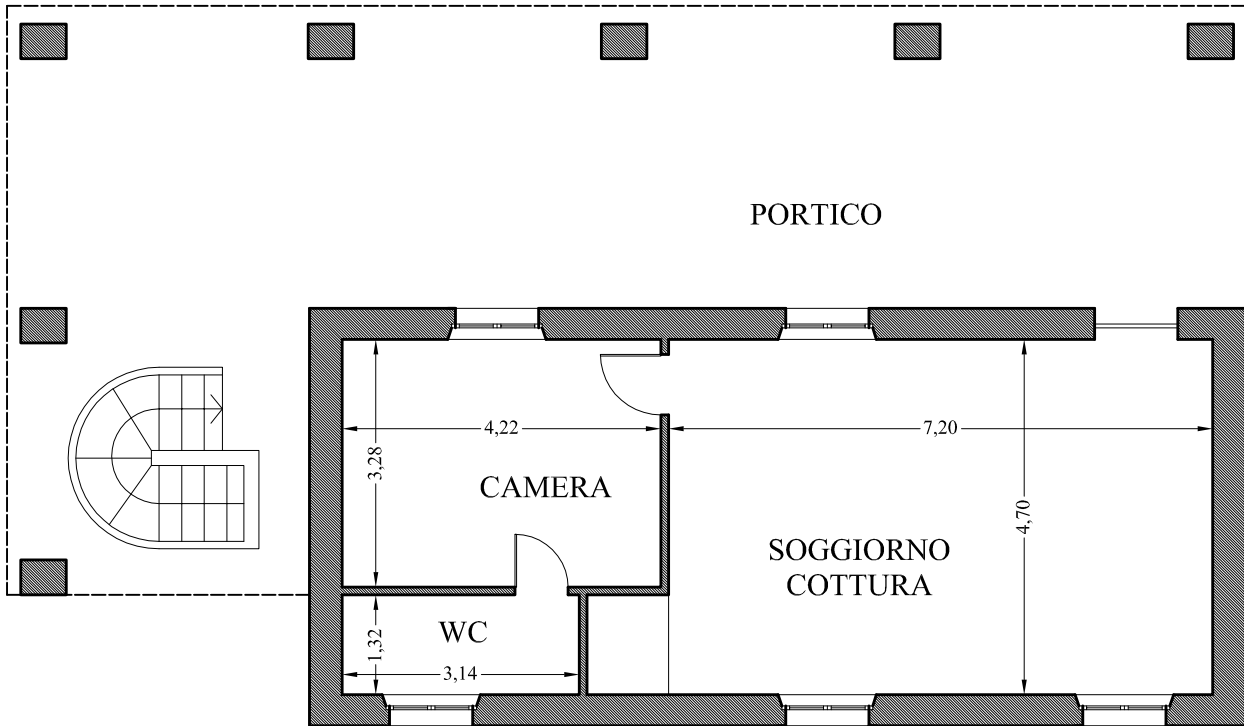 PORTICO
4,22
7,20
3,28
CAMERA
4,70
SOGGIORNO
COTTURA
WC
1,32
3,14